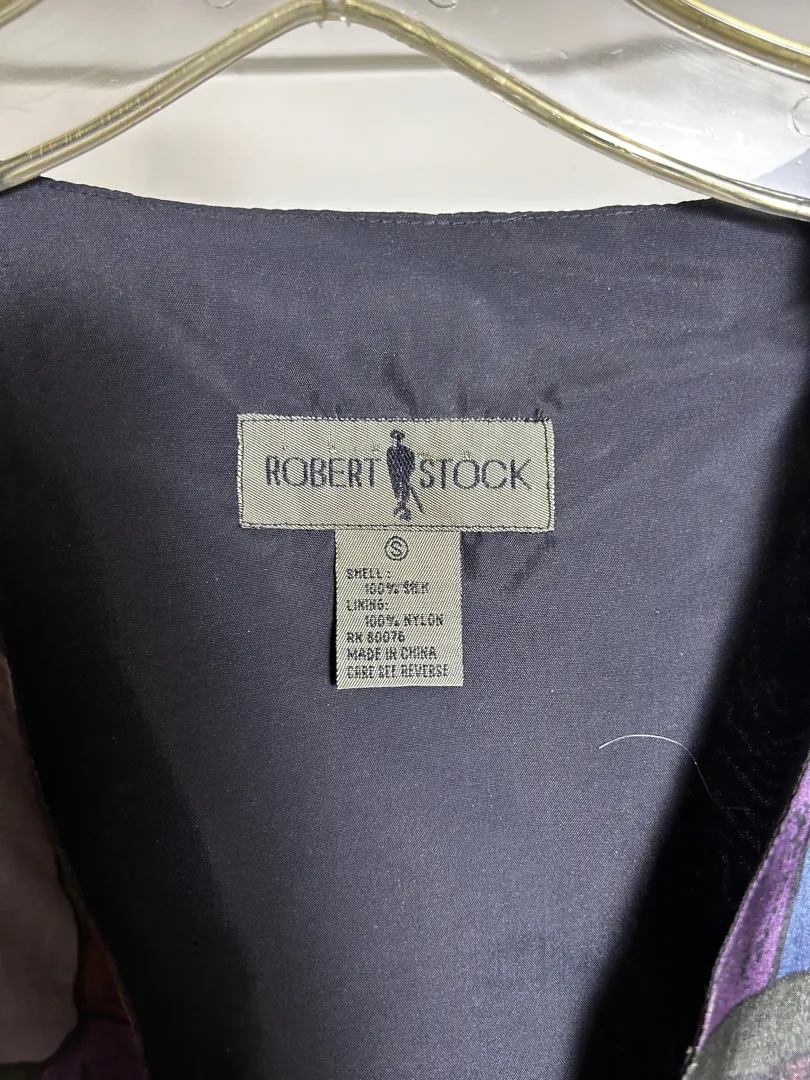 ROBERT STOCK
S
SHELL:
100% SILK
LINING:
100% NYLON
RN 80076
MADE IN CHINA
CARE SEE REVERSE